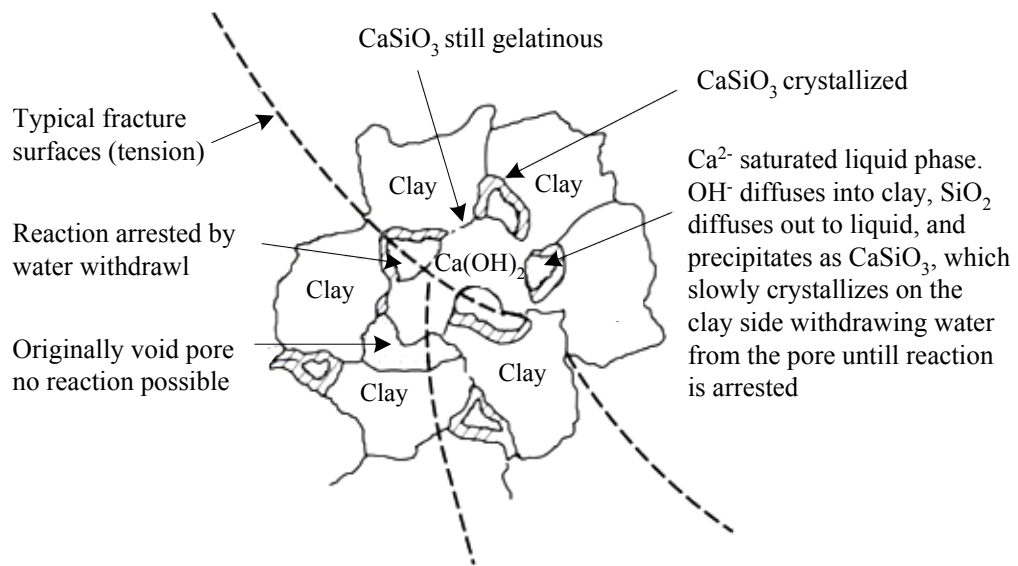 CaSiO3 still gelatinous
CaSiO3 crystallized
Typical fracture
surfaces (tension)
Ca2- saturated liquid phase.
OH- diffuses into clay, SiO2
diffuses out to liquid, and
precipitates as CaSiO3, which
slowly crystallizes on the
clay side withdrawing water
from the pore untill reaction
is arrested
Clay
Clay
Reaction arrested by
water withdrawl
Ca(OH)2
Clay
Originally void pore
no reaction possible
Clay
Clay